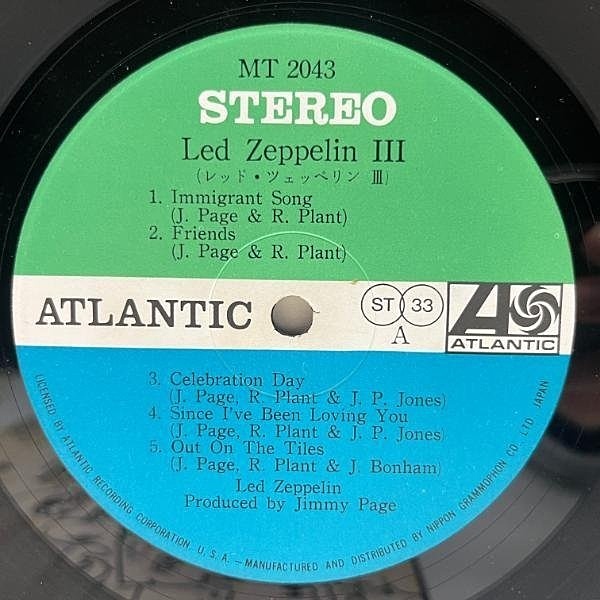 MT 2043
STEREO
Led Zeppelin III
(レッド・ツェッペリン Ⅲ)
1. Immigrant Song
(J. Page & R. Plant)
2. Friends
(J. Page & R. Plant)
ATLANTIC
ST 33
A
ATLANTIC
3. Celebration Day
(J. Page, R. Plant & J. P. Jones)
4. Since I've Been Loving You
(J. Page, R. Plant & J. P. Jones)
5. Out On The Tiles
(J. Page, R. Plant & J. Bonham)
Led Zeppelin
Produced by Jimmy Page
LICENSED BY ATLANTIC RECORDING CORPORATION, U.S.A.—MANUFACTURED AND DISTRIBUTED BY NIPPON GRAMMOPHON CO. LTD. JAPAN